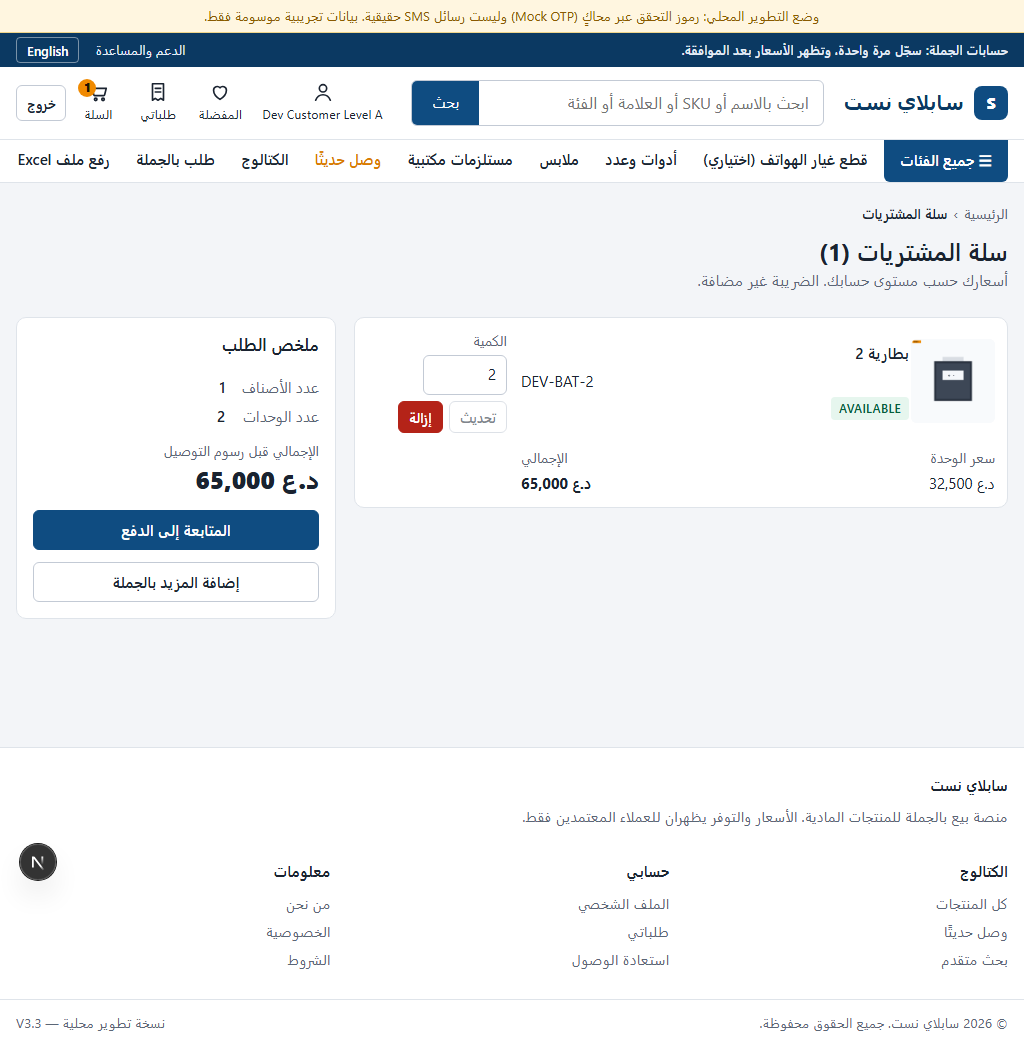 وضع التطوير المحلي: رموز التحقق عبر محاكٍ (Mock OTP) وليست رسائل SMS حقيقية. بيانات تجريبية موسومة فقط.
حسابات الجملة: سجّل مرة واحدة، وتظهر الأسعار بعد الموافقة.
الدعم والمساعدة
English
S
سابلاي نست
ابحث بالاسم أو SKU أو العلامة أو الفئة
بحث
Dev Customer Level A
المفضلة
طلباتي
1
السلة
خروج
☰ جميع الفئات
قطع غيار الهواتف (اختياري)
أدوات وعدد
ملابس
مستلزمات مكتبية
وصل حديثًا
الكتالوج
طلب بالجملة
رفع ملف Excel
الرئيسية › سلة المشتريات
سلة المشتريات (1)
أسعارك حسب مستوى حسابك. الضريبة غير مضافة.
بطارية 2
AVAILABLE
DEV-BAT-2
الكمية
2
تحديث
إزالة
سعر الوحدة
د.ع 32,500
الإجمالي
د.ع 65,000
ملخص الطلب
عدد الأصناف 1
عدد الوحدات 2
الإجمالي قبل رسوم التوصيل
د.ع 65,000
المتابعة إلى الدفع
إضافة المزيد بالجملة
سابلاي نست
منصة بيع بالجملة للمنتجات المادية. الأسعار والتوفر يظهران للعملاء المعتمدين فقط.
الكتالوج
كل المنتجات
وصل حديثًا
بحث متقدم
حسابي
الملف الشخصي
طلباتي
استعادة الوصول
معلومات
من نحن
الخصوصية
الشروط
N
© 2026 سابلاي نست. جميع الحقوق محفوظة.
نسخة تطوير محلية — V3.3